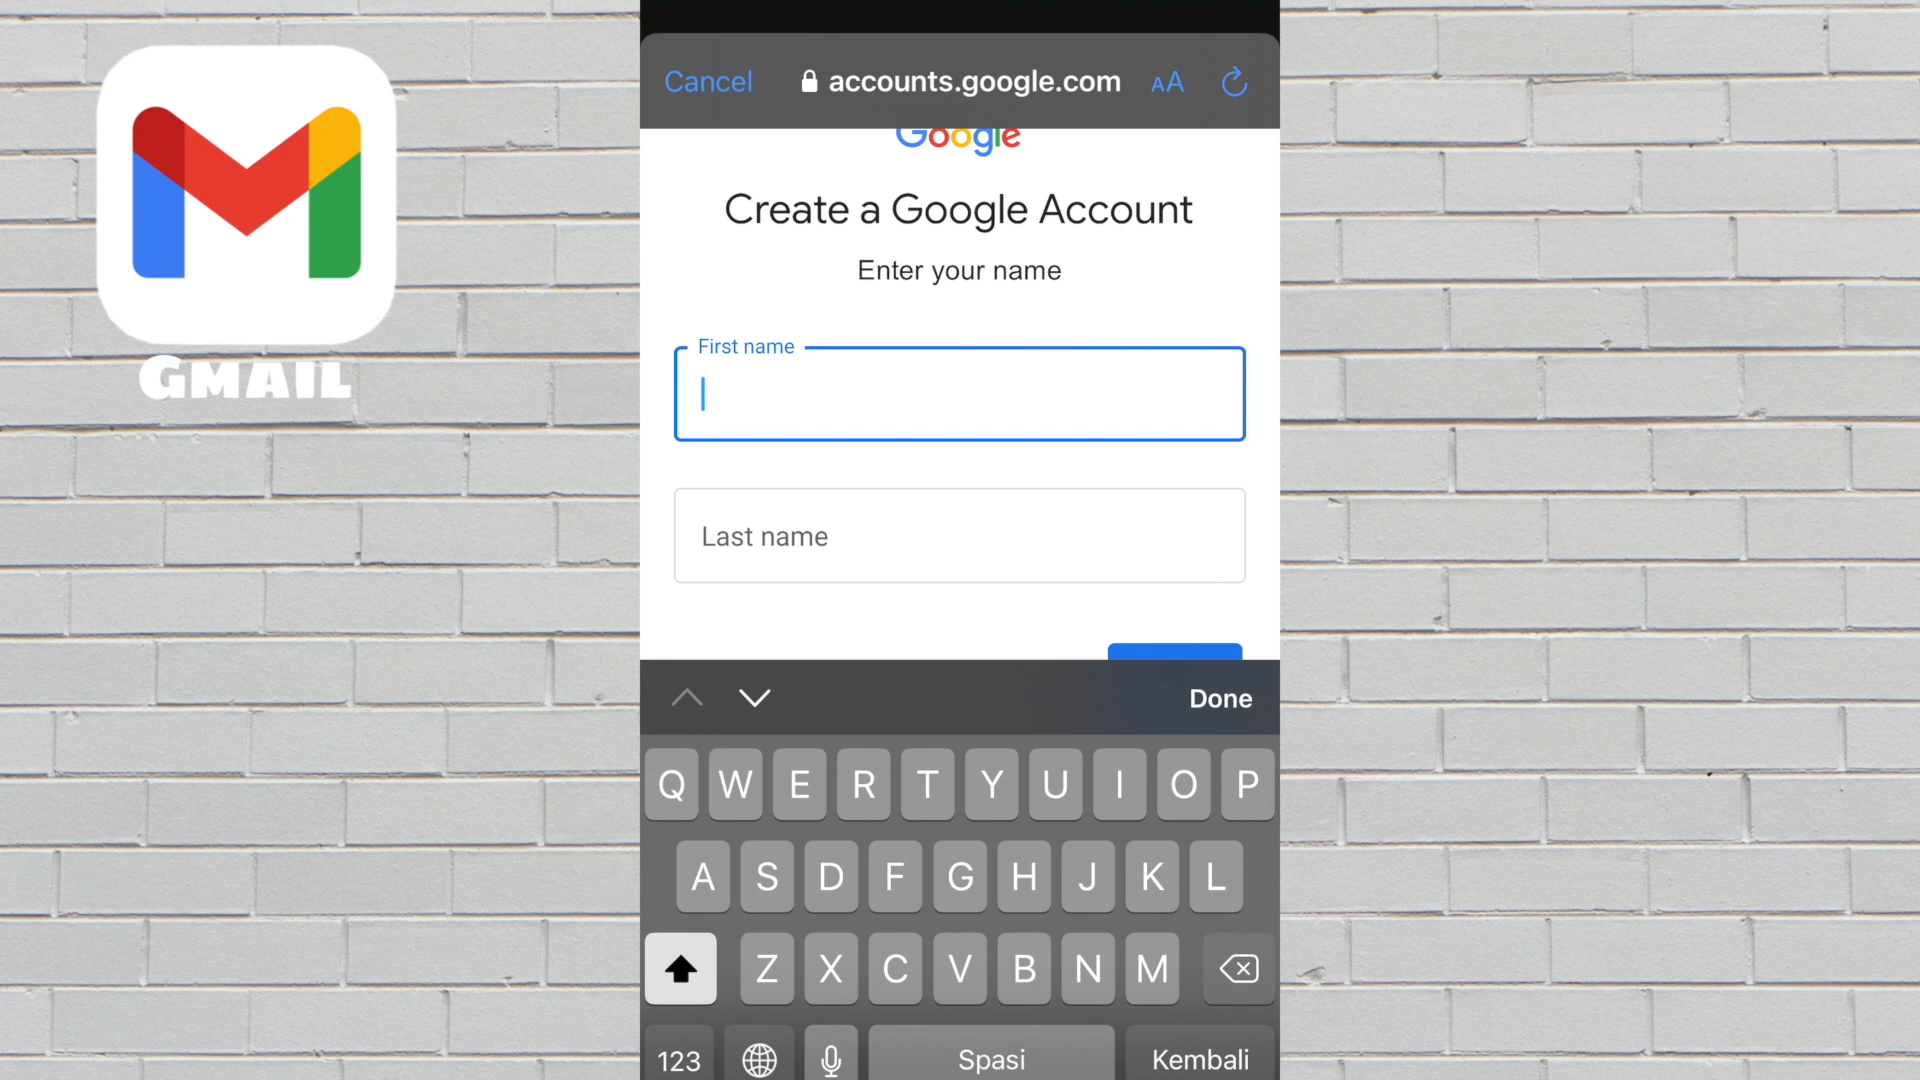 Cancel accounts.google.com AA
Google
Create a Google Account
Enter your name
First name
Last name
Done
Q W E R T Y U I O P
A S D F G H J K L
Z X C V B N M
123 Spasi Kembali
GMAIL